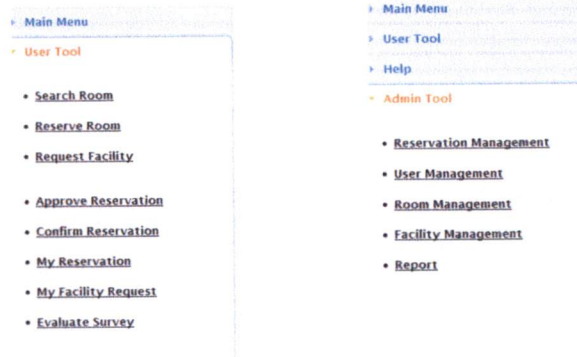 Main Menu
User Tool
Search Room
Reserve Room
Request Facility
Approve Reservation
Confirm Reservation
My Reservation
My Facility Request
Evaluate Survey
Main Menu
User Tool
Help
Admin Tool
Reservation Management
User Management
Room Management
Facility Management
Report